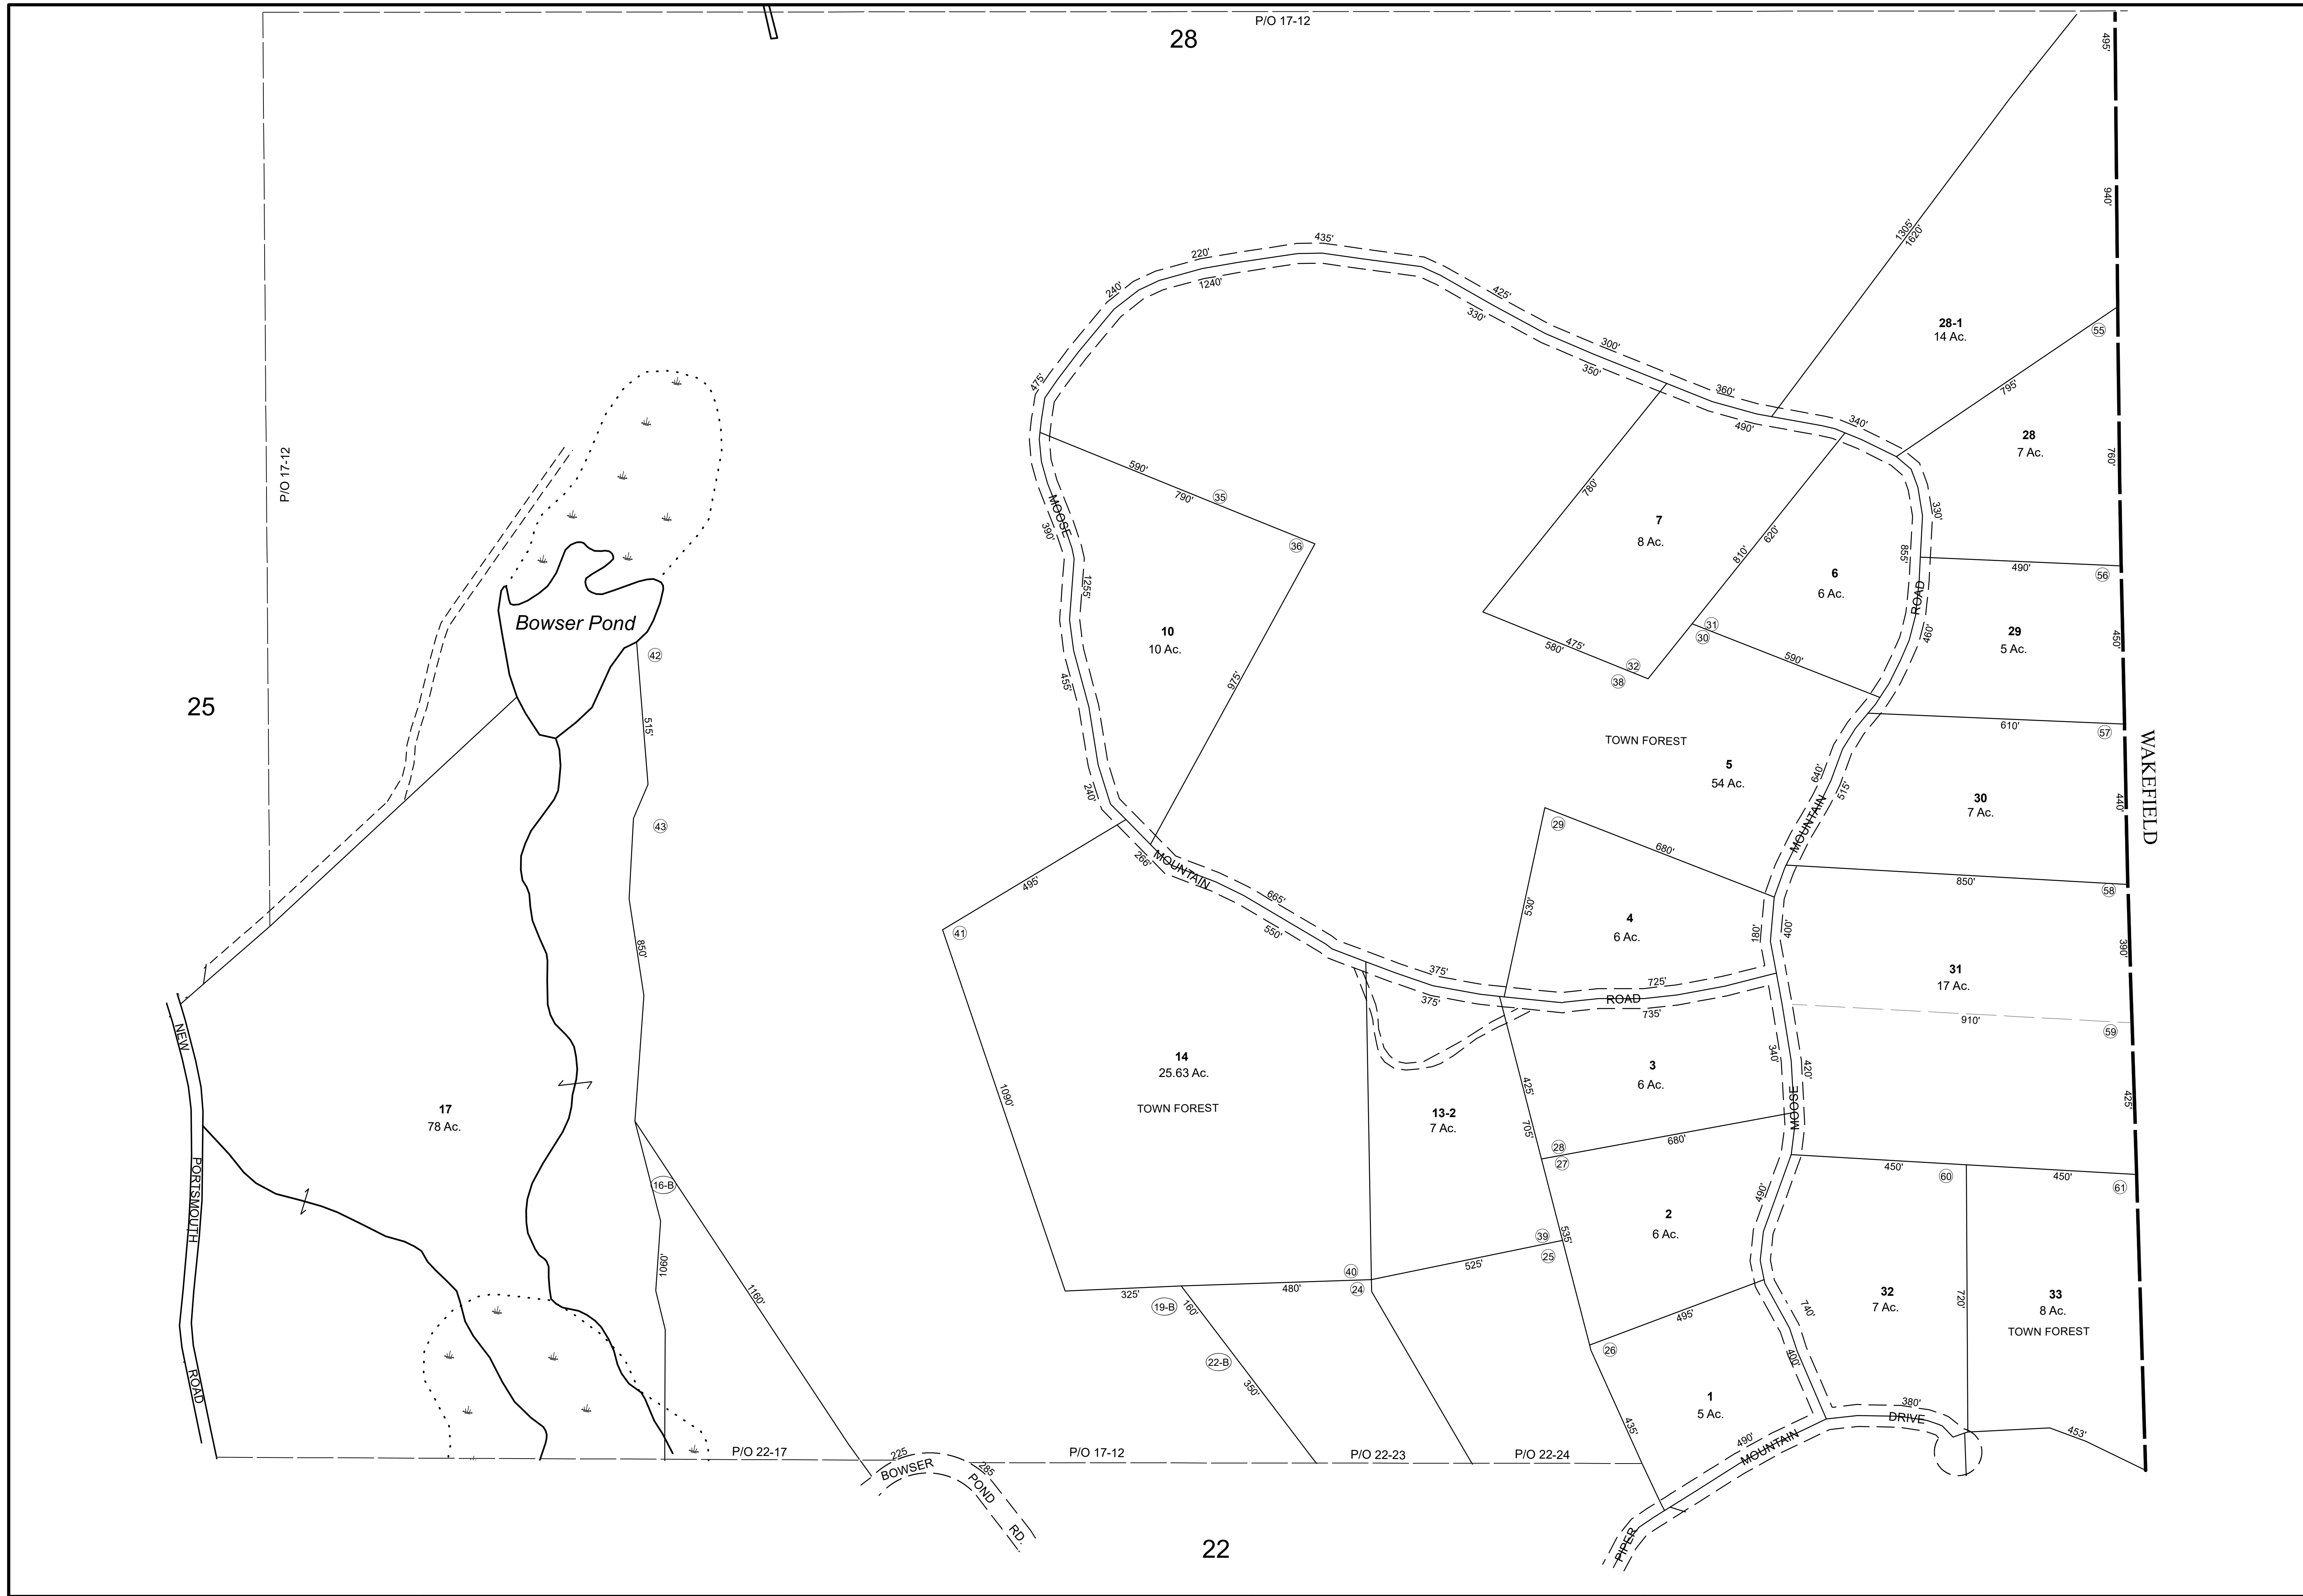 P/O 17-12
28
495'
940'
1305'
1620'
435'
220'
240'
1240'
425'
330'
300'
350'
28-1
14 Ac.
55
475'
360'
795'
340'
490'
28
7 Ac.
760'
P/O 17-12
590'
790'
35
36
MOOSE
390'
780'
7
8 Ac.
810'
620'
330'
855'
490'
56
6
6 Ac.
ROAD
1255'
Bowser Pond
42
10
10 Ac.
455'
975'
31
30
460'
29
5 Ac.
450'
475'
580'
32
38
590'
25
515'
610'
57
TOWN FOREST
5
54 Ac.
640'
515'
WAKEFIELD
240'
43
30
7 Ac.
440'
29
MOUNTAIN
680'
266'
MOUNTAIN
495'
850'
58
665'
530'
4
6 Ac.
180'
400'
41
550'
850'
390'
375'
375'
725'
ROAD
735'
31
17 Ac.
910'
59
NEW
14
25.63 Ac.
TOWN FOREST
340'
420'
3
6 Ac.
1090'
425'
MOOSE
425'
17
78 Ac.
13-2
7 Ac.
705'
28
27
680'
PORTSMOUTH
16-B
450'
60
450'
61
490'
2
6 Ac.
39
25
535'
1060'
525'
40
24
1160'
325'
19-B
160'
480'
740'
32
7 Ac.
720'
33
8 Ac.
TOWN FOREST
495'
26
22-B
350'
400'
ROAD
1
5 Ac.
435'
380'
DRIVE
453'
490'
MOUNTAIN
P/O 22-17
225
BOWSER
285
POND
RD.
P/O 17-12
P/O 22-23
P/O 22-24
PIPER
22